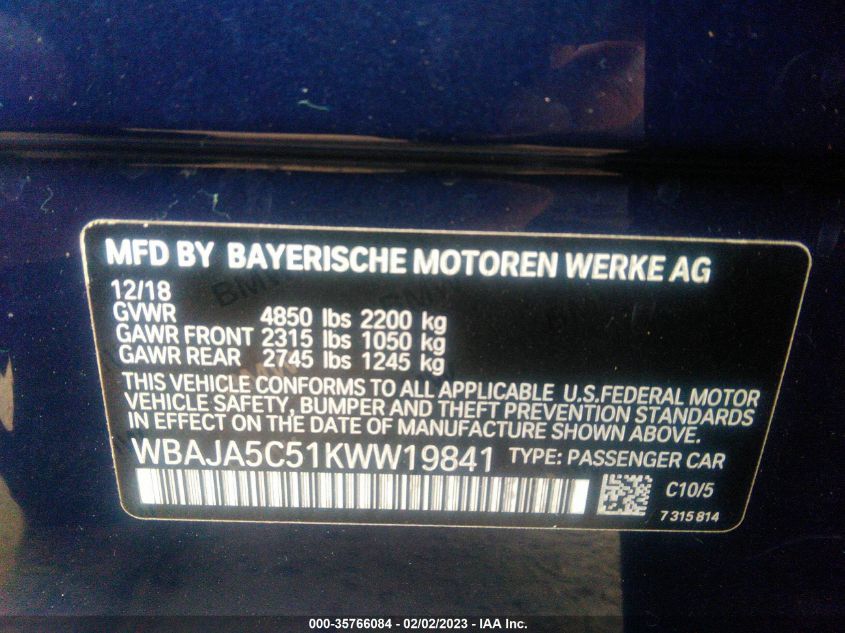 MFD BY BAYERISCHE MOTOREN WERKE AG
12/18
GVWR 4850 lbs 2200 kg
GAWR FRONT 2315 lbs 1050 kg
GAWR REAR 2745 lbs 1245 kg
THIS VEHICLE CONFORMS TO ALL APPLICABLE U.S.FEDERAL MOTOR
VEHICLE SAFETY, BUMPER AND THEFT PREVENTION STANDARDS
IN EFFECT ON THE DATE OF MANUFACTURE SHOWN ABOVE.
WBAJA5C51KWW19841 TYPE: PASSENGER CAR
C10/5
7 315 814
000-35766084 - 02/02/2023 - IAA Inc.